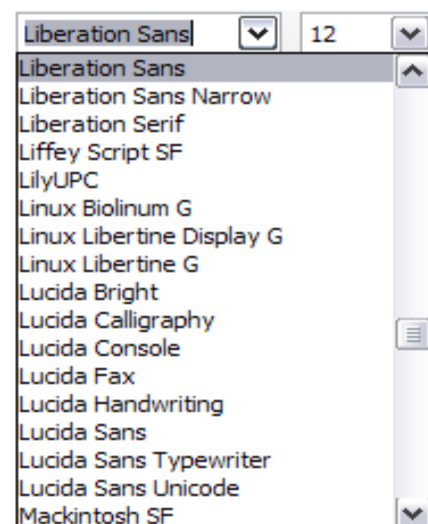 Liberation Sans 12
Liberation Sans
Liberation Sans Narrow
Liberation Serif
Liffey Script SF
LilyUPC
Linux Biolinum G
Linux Libertine Display G
Linux Libertine G
Lucida Bright
Lucida Calligraphy
Lucida Console
Lucida Fax
Lucida Handwriting
Lucida Sans
Lucida Sans Typewriter
Lucida Sans Unicode
Mackintosh SF